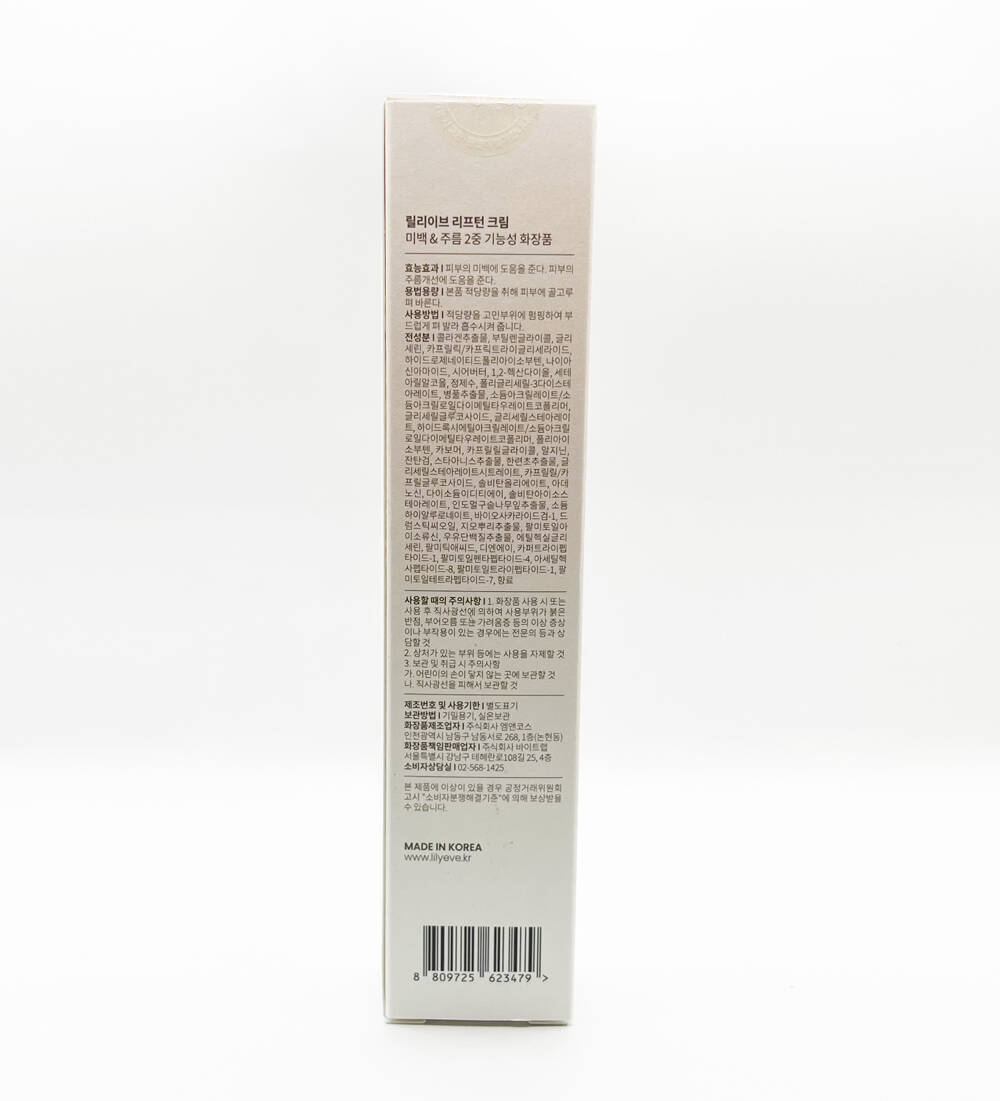 릴리이브 리프턴 크림
미백 & 주름 2중 기능성 화장품
효능효과 I 피부의 미백에 도움을 준다. 피부의
주름개선에 도움을 준다.
용법용량 I 본품 적당량을 취해 피부에 골고루
펴 바른다.
사용방법 I 적당량을 고민부위에 펌핑하여 부
드럽게 펴 발라 흡수시켜 줍니다.
전성분 I 콜라겐추출물, 부틸렌글라이콜, 글리
세린, 카프릴릭/카프릭트라이글리세라이드,
하이드로제네이티드폴리아이소부텐, 나이아
신아마이드, 시어버터, 1,2-헥산다이올, 세테
아릴알코올, 정제수, 폴리글리세릴-3다이스테
아레이트, 병풀추출물, 소듐아크릴레이트/소
듐아크릴로일다이메틸타우레이트코폴리머,
글리세릴글루코사이드, 글리세릴스테아레이
트, 하이드록시에틸아크릴레이트/소듐아크릴
로일다이메틸타우레이트코폴리머, 폴리아이
소부텐, 카보머, 카프릴릴글라이콜, 알지닌,
잔탄검, 스타아니스추출물, 한련초추출물, 글
리세릴스테아레이트시트레이트, 카프릴릴/카
프릴글루코사이드, 솔비탄올리에이트, 아데
노신, 다이소듐이디티에이, 솔비탄아이소스
테아레이트, 인도멀구슬나무잎추출물, 소듐
하이알루로네이트, 바이오사카라이드검-1, 드
럼스틱씨오일, 지모뿌리추출물, 팔미토일아
이소류신, 우유단백질추출물, 에틸헥실글리
세린, 팔미틱애씨드, 디엔에이, 카퍼트라이펩
타이드-1, 팔미토일펜타펩타이드-4, 아세틸헥
사펩타이드-8, 팔미토일트라이펩타이드-1, 팔
미토일테트라펩타이드-7, 향료
사용할 때의 주의사항 I 1. 화장품 사용 시 또는
사용 후 직사광선에 의하여 사용부위가 붉은
반점, 부어오름 또는 가려움증 등의 이상 증상
이나 부작용이 있는 경우에는 전문의 등과 상
담할 것
2. 상처가 있는 부위 등에는 사용을 자제할 것
3. 보관 및 취급 시 주의사항
가. 어린이의 손이 닿지 않는 곳에 보관할 것
나. 직사광선을 피해서 보관할 것
제조번호 및 사용기한 I 별도표기
보관방법 I 기밀용기, 실온보관
화장품제조업자 I 주식회사 엠앤코스
인천광역시 남동구 남동서로 268, 1층(논현동)
화장품책임판매업자 I 주식회사 바이트랩
서울특별시 강남구 테헤란로108길 25, 4층
소비자상담실 I 02-568-1425
본 제품에 이상이 있을 경우 공정거래위원회
고시 "소비자분쟁해결기준"에 의해 보상받을
수 있습니다.
MADE IN KOREA
www.lilyeve.kr
8 809725 623479 >